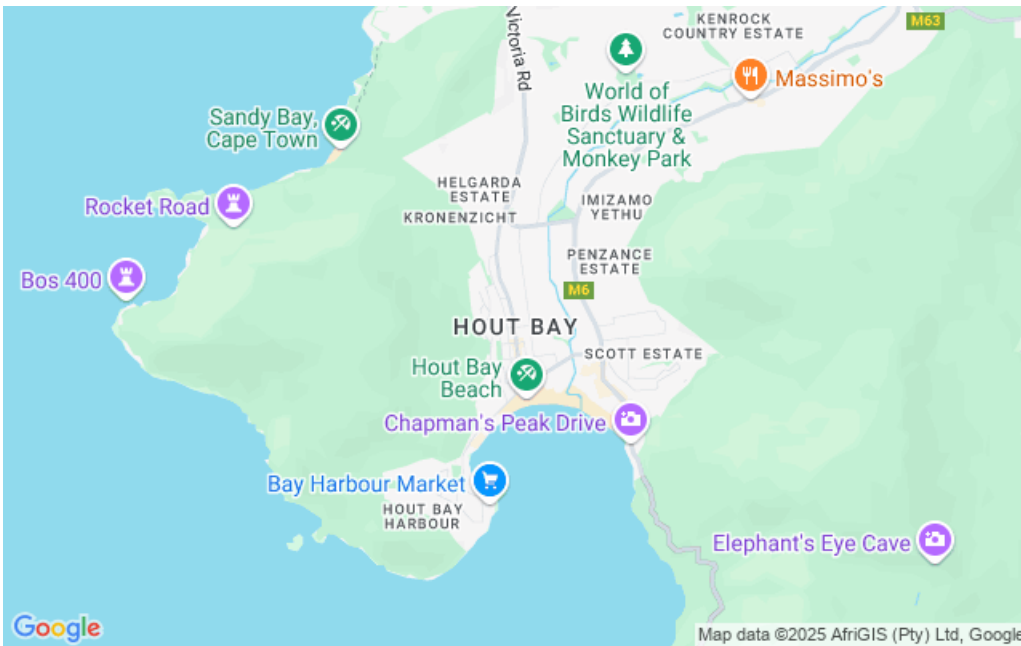 Victoria Rd
KENROCK
COUNTRY ESTATE
M63
World of
Birds Wildlife
Sanctuary &
Monkey Park
Massimo's
Sandy Bay,
Cape Town
HELGARDA
ESTATE
KRONENZICHT
IMIZAMO
YETHU
Rocket Road
PENZANCE
ESTATE
Bos 400
M6
HOUT BAY
SCOTT ESTATE
Hout Bay
Beach
Chapman's Peak Drive
Bay Harbour Market
HOUT BAY
HARBOUR
Elephant's Eye Cave
Google
Map data ©2025 AfriGIS (Pty) Ltd, Google